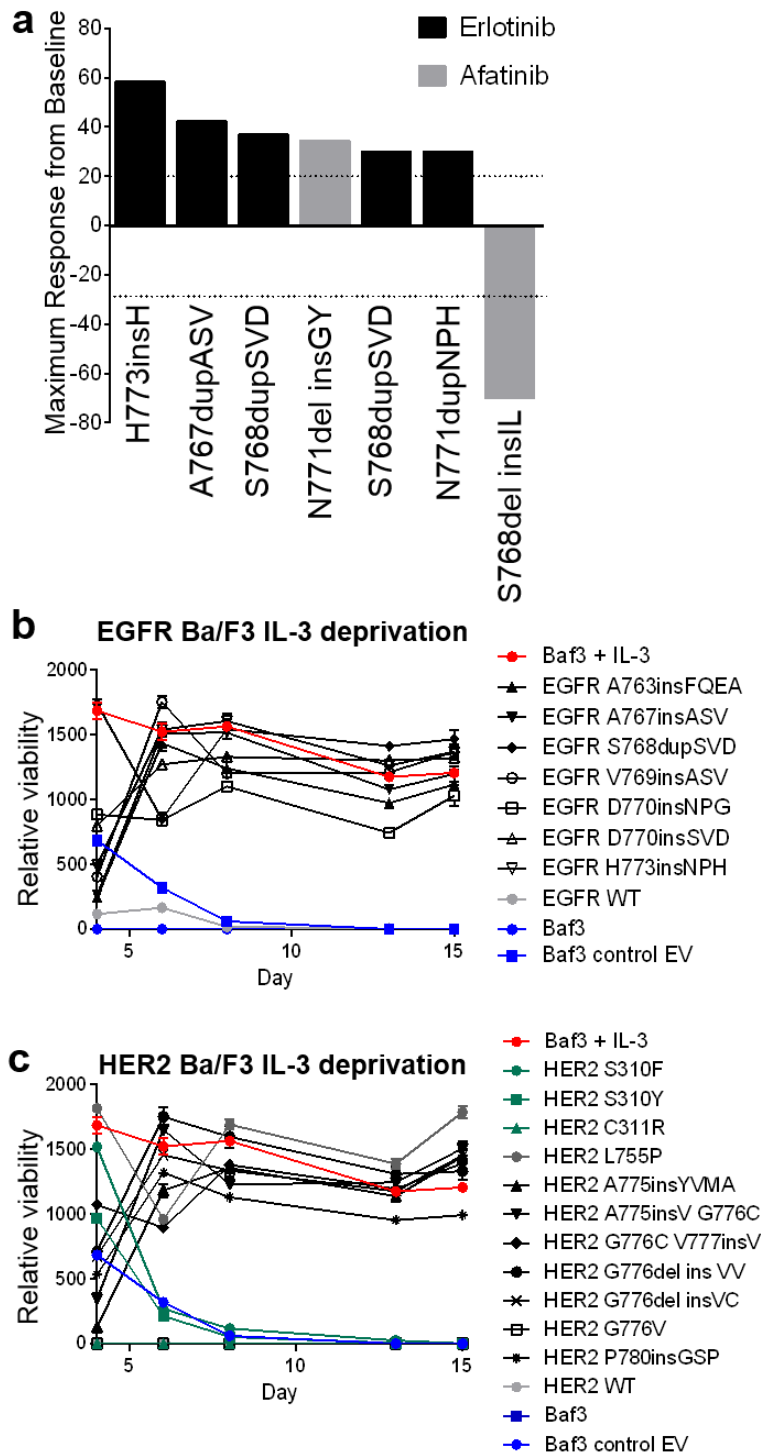 a
Erlotinib
Afatinib
Maximum Response from Baseline
80
60
40
20
0
-20
-40
-60
-80
H773insH
A767dupASV
S768dupSVD
N771del insGY
S768dupSVD
N771dupNPH
S768del insIL
b
EGFR Ba/F3 IL-3 deprivation
Relative viability
2000
1500
1000
500
0
5
10
15
Day
Baf3 + IL-3
EGFR A763insFQEA
EGFR A767insASV
EGFR S768dupSVD
EGFR V769insASV
EGFR D770insNPG
EGFR D770insSVD
EGFR H773insNPH
EGFR WT
Baf3
Baf3 control EV
c
HER2 Ba/F3 IL-3 deprivation
Relative viability
2000
1500
1000
500
0
5
10
15
Day
Baf3 + IL-3
HER2 S310F
HER2 S310Y
HER2 C311R
HER2 L755P
HER2 A775insYVMA
HER2 A775insV G776C
HER2 G776C V777insV
HER2 G776del ins VV
HER2 G776del insVC
HER2 G776V
HER2 P780insGSP
HER2 WT
Baf3
Baf3 control EV